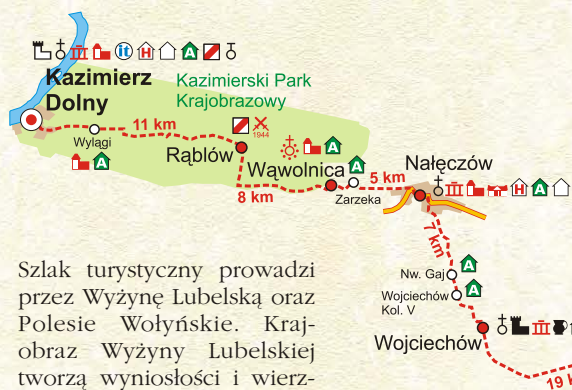 it H A
Kazimierz
Dolny
Kazimierski Park
Krajobrazowy
11 km
Wylągi
A
1944
Rąblów
A
Wąwolnica
A
8 km
Zarzeka
5 km
Nałęczów
H A
7 km
Nw. Gaj
A
Wojciechów
Kol. V
A
Wojciechów
19
Szlak turystyczny prowadzi
przez Wyżynę Lubelską oraz
Polesie Wołyńskie. Kraj-
obraz Wyżyny Lubelskiej
tworzą wyniosłości i wierz-